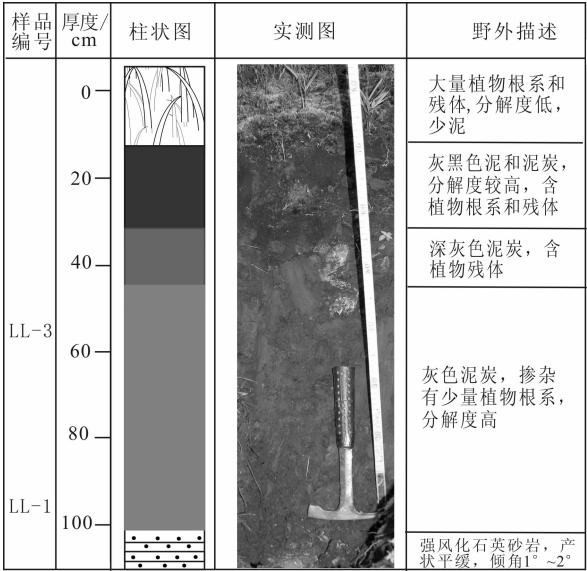 样品
编号
厚度/
cm
柱状图
实测图
野外描述
0
20
40
60
80
100
LL-3
LL-1
大量植物根系和
残体,分解度低,
少泥
灰黑色泥和泥炭,
分解度较高,含
植物根系和残体
深灰色泥炭,含
植物残体
灰色泥炭,掺杂
有少量植物根系,
分解度高
强风化石英砂岩,产
状平缓,倾角1°~2°